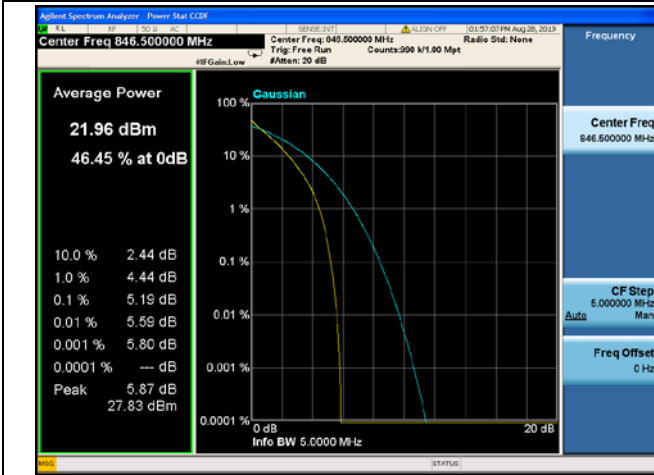 Agilent Spectrum Analyzer - Power Stat CCDF
RL RF 50 Ω AC SENSE:INT ALIGN OFF 01:57:07 PM Aug 28, 2019
Center Freq 846.500000 MHz
Center Freq: 846.500000 MHz Radio Std: None
Trig: Free Run Counts:990 k/1.00 Mpt
#IFGain:Low #Atten: 20 dB
Frequency
Average Power
21.96 dBm
46.45 % at 0dB
10.0 % 2.44 dB
1.0 % 4.44 dB
0.1 % 5.19 dB
0.01 % 5.59 dB
0.001 % 5.80 dB
0.0001 % --- dB
Peak 5.87 dB
27.83 dBm
Gaussian
100 %
10 %
1 %
0.1 %
0.01 %
0.001 %
0.0001 %
0 dB 20 dB
Info BW 5.0000 MHz
Center Freq
846.500000 MHz
CF Step
5.000000 MHz
Auto Man
Freq Offset
0 Hz
MSG STATUS